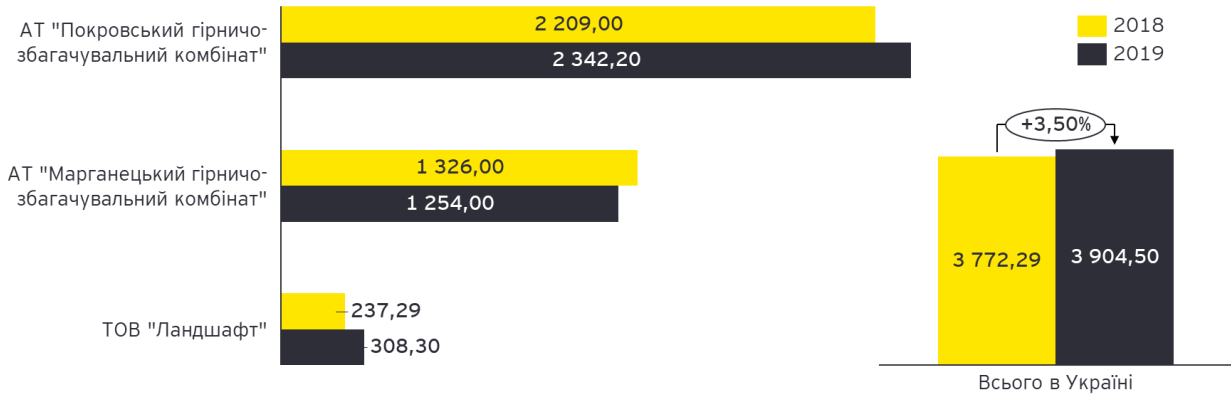 АТ "Покровський гірничо-
збагачувальний комбінат"
2 209,00
2 342,20
2018
2019
АТ "Марганецький гірничо-
збагачувальний комбінат"
1 326,00
1 254,00
ТОВ "Ландшафт"
237,29
308,30
+3,50%
3 772,29
3 904,50
Всього в Україні